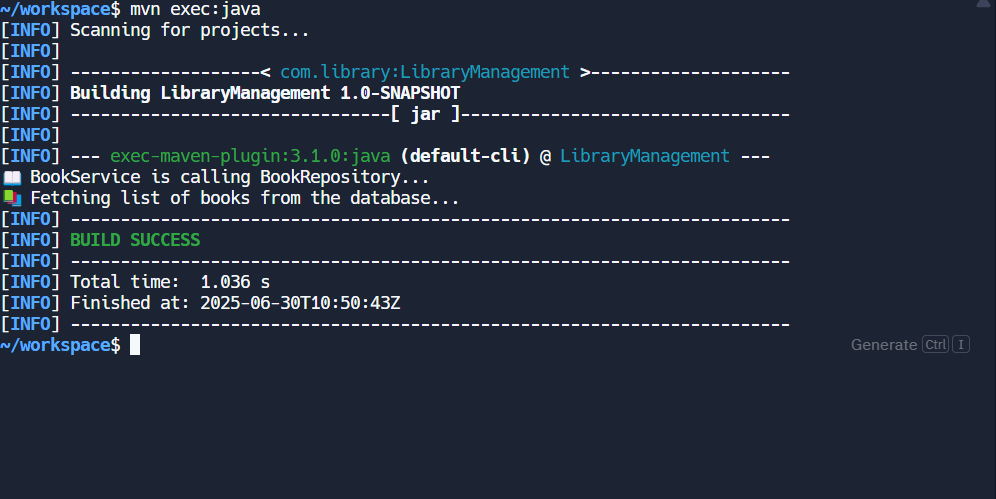 ~/workspace$ mvn exec:java
[INFO] Scanning for projects...
[INFO]
[INFO] -------------------< com.library:LibraryManagement >--------------------
[INFO] Building LibraryManagement 1.0-SNAPSHOT
[INFO] --------------------------------[ jar ]---------------------------------
[INFO]
[INFO] --- exec-maven-plugin:3.1.0:java (default-cli) @ LibraryManagement ---
📖 BookService is calling BookRepository...
📚 Fetching list of books from the database...
[INFO] ------------------------------------------------------------------------
[INFO] BUILD SUCCESS
[INFO] ------------------------------------------------------------------------
[INFO] Total time:  1.036 s
[INFO] Finished at: 2025-06-30T10:50:43Z
[INFO] ------------------------------------------------------------------------
~/workspace$
Generate Ctrl I